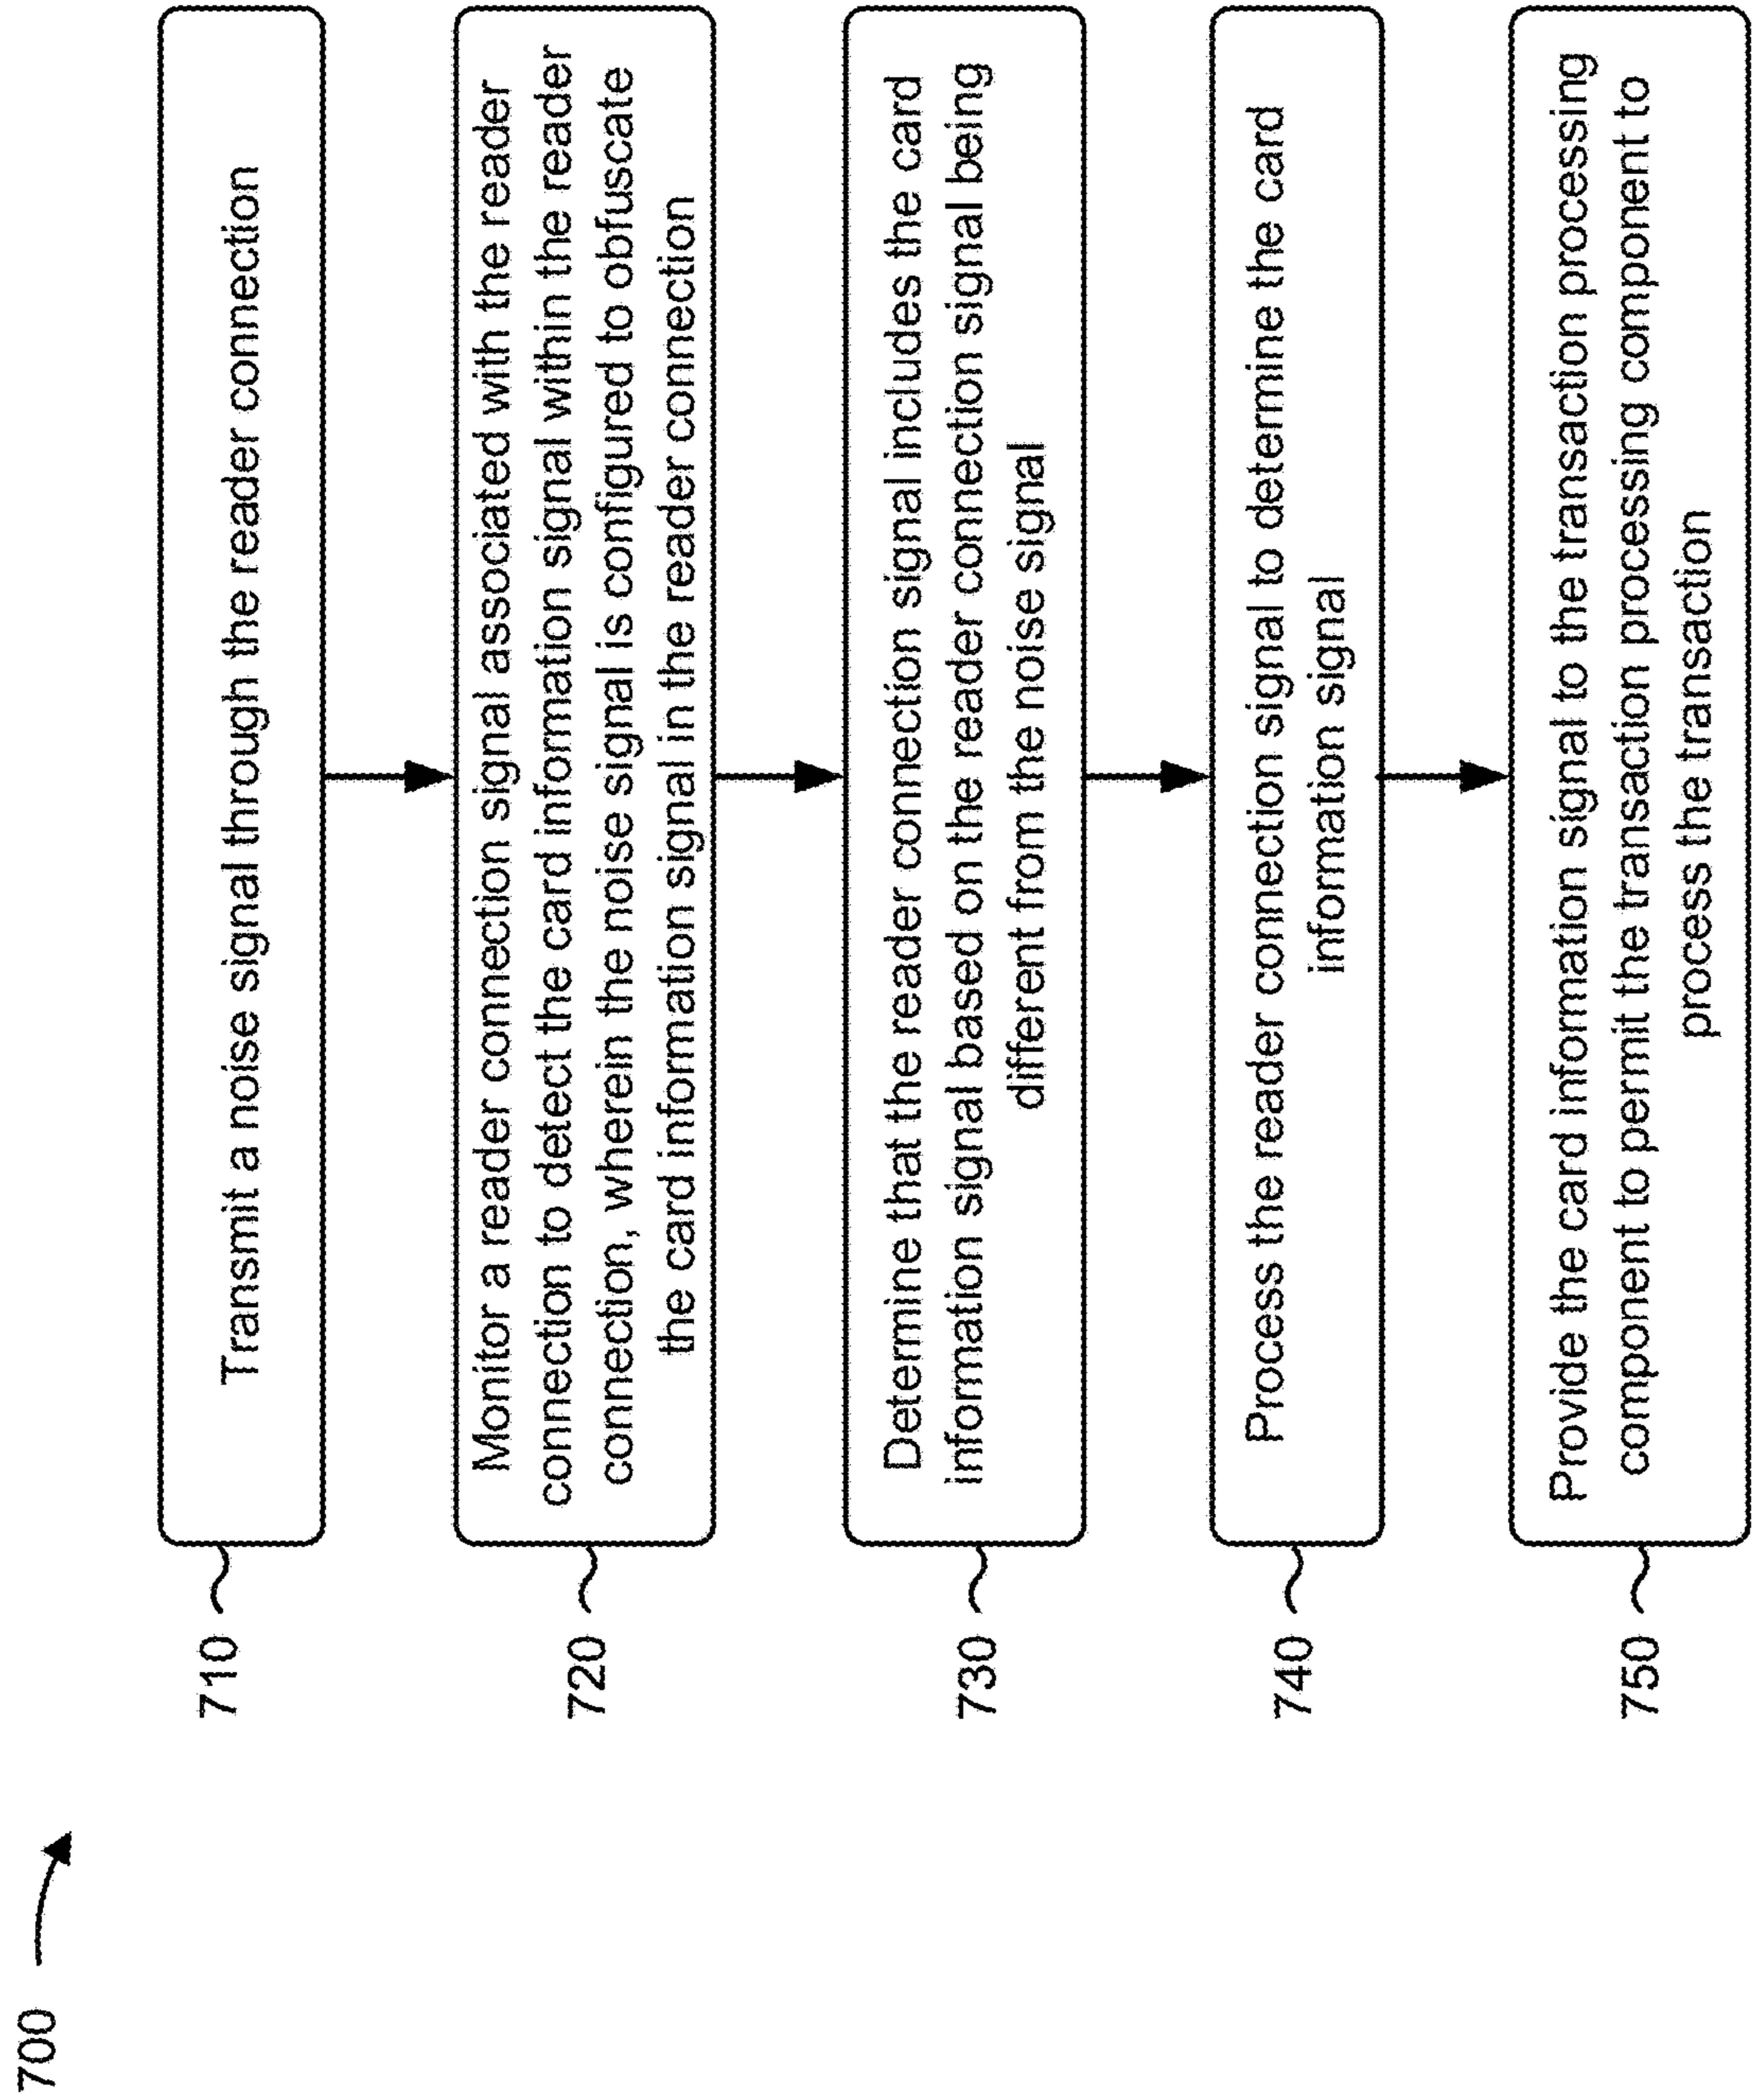 700
710
Transmit a noise signal through the reader connection
720
Monitor a reader connection signal associated with the reader
connection to detect the card information signal within the reader
connection, wherein the noise signal is configured to obfuscate
the card information signal in the reader connection
730
Determine that the reader connection signal includes the card
information signal based on the reader connection signal being
different from the noise signal
740
Process the reader connection signal to determine the card
information signal
750
Provide the card information signal to the transaction processing
component to permit the transaction processing component to
process the transaction